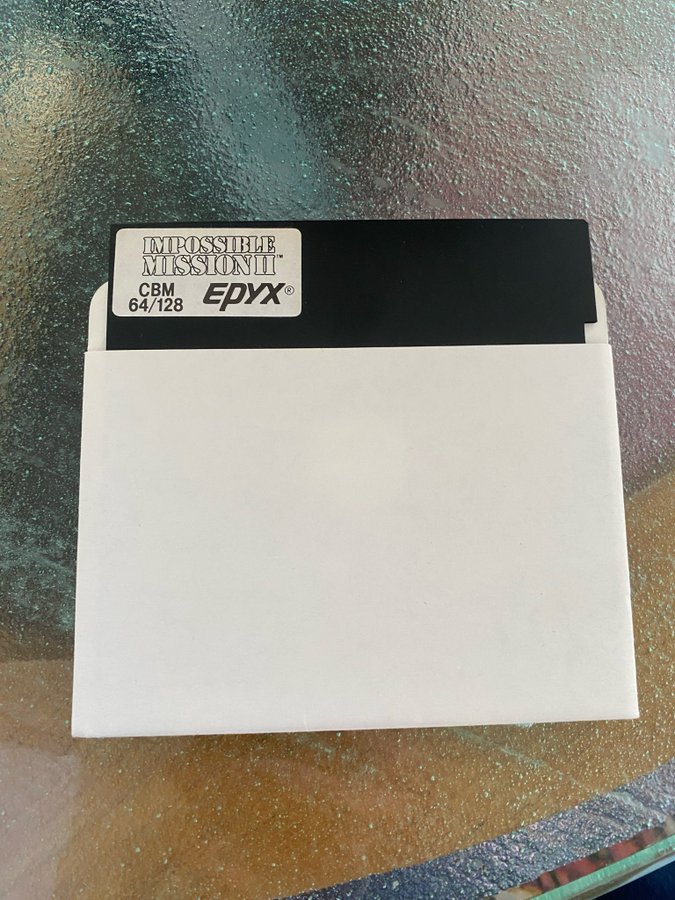 IMPOSSIBLE
MISSION II™
CBM
64/128
EPYX®